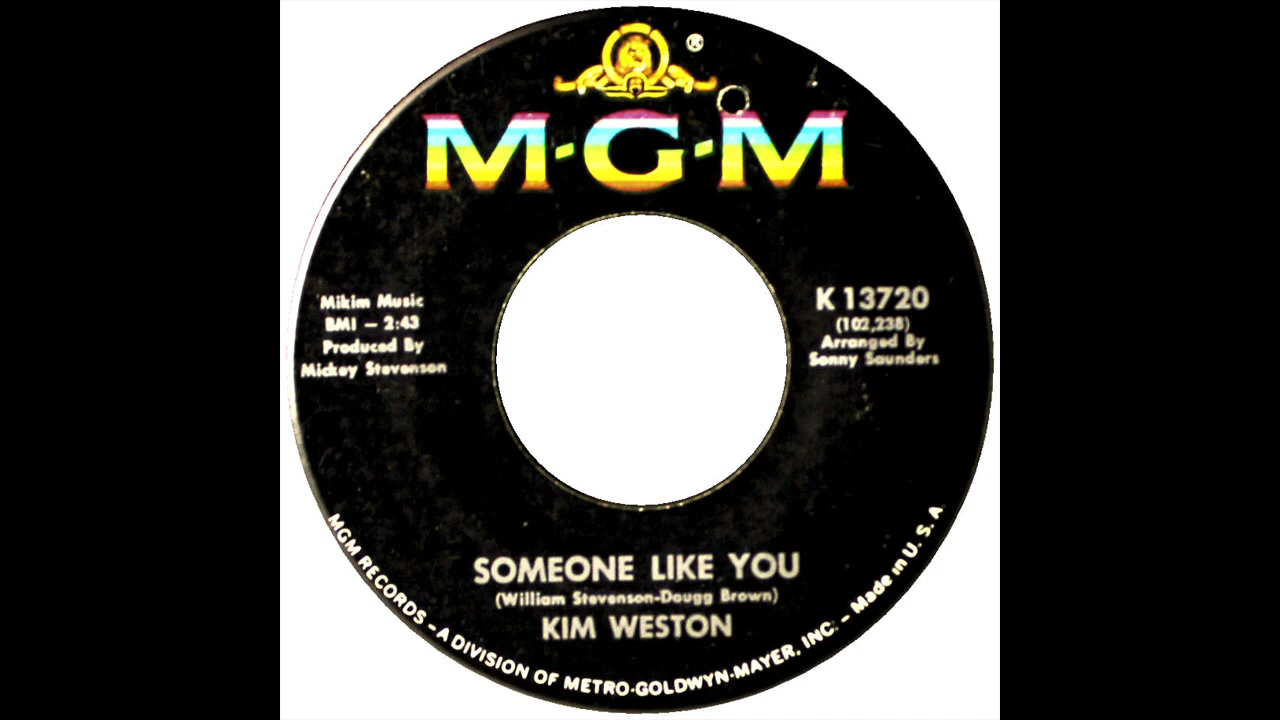 ®
M·G·M
Mikim Music
BMI – 2:43
Produced By
Mickey Stevenson
K 13720
(102,238)
Arranged By
Sonny Saunders
SOMEONE LIKE YOU
(William Stevenson-Dougg Brown)
KIM WESTON
MGM RECORDS – A DIVISION OF METRO-GOLDWYN-MAYER, INC. – Made in U. S. A